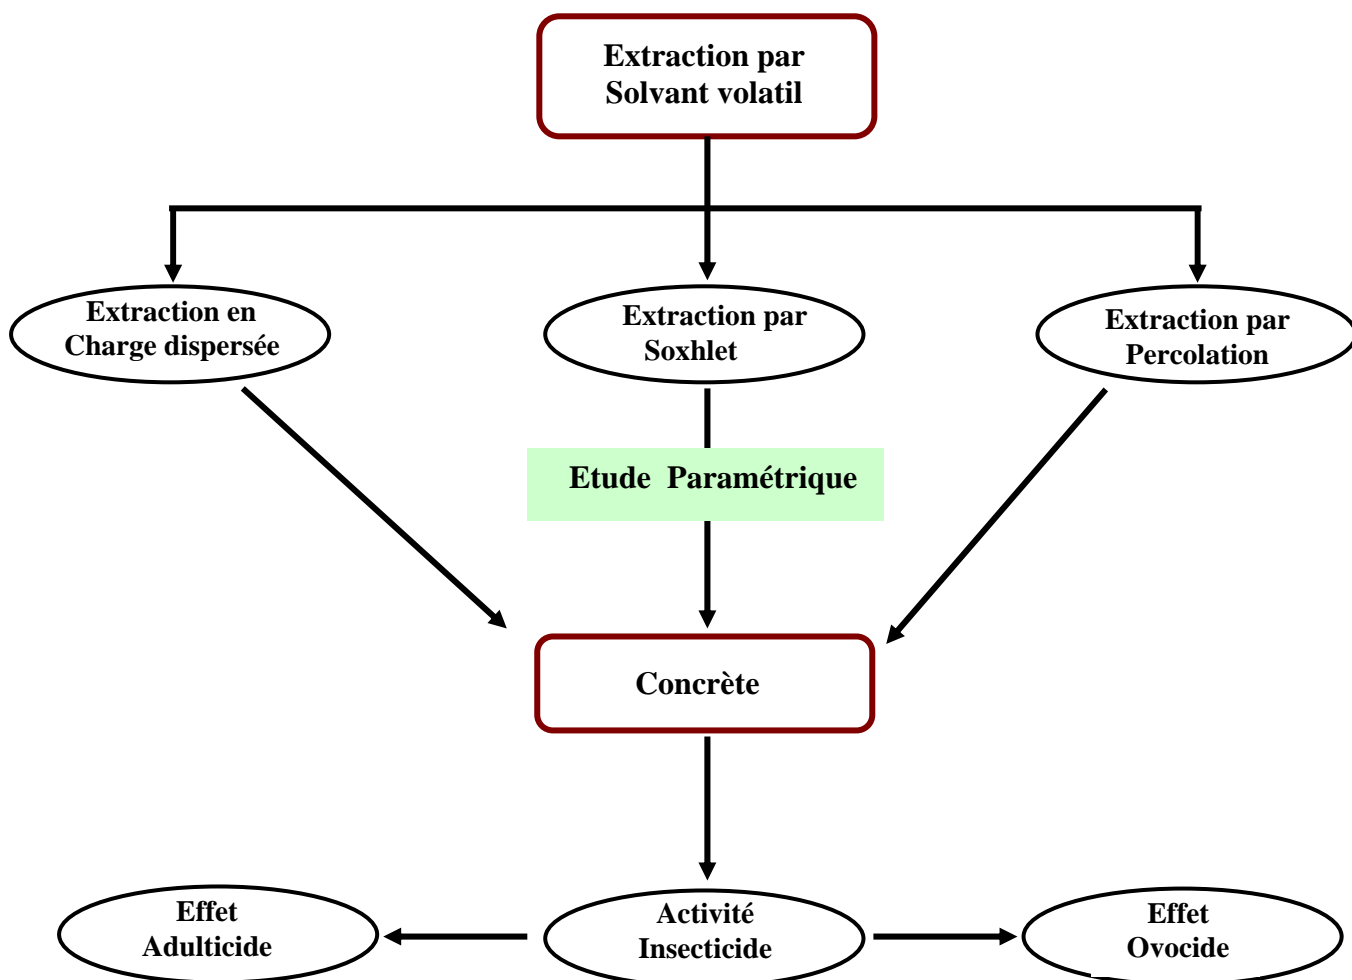 Extraction par
Solvant volatil
Extraction en
Charge dispersée
Extraction par
Soxhlet
Extraction par
Percolation
Etude Paramétrique
Concrète
Effet
Adulticide
Activité
Insecticide
Effet
Ovocide